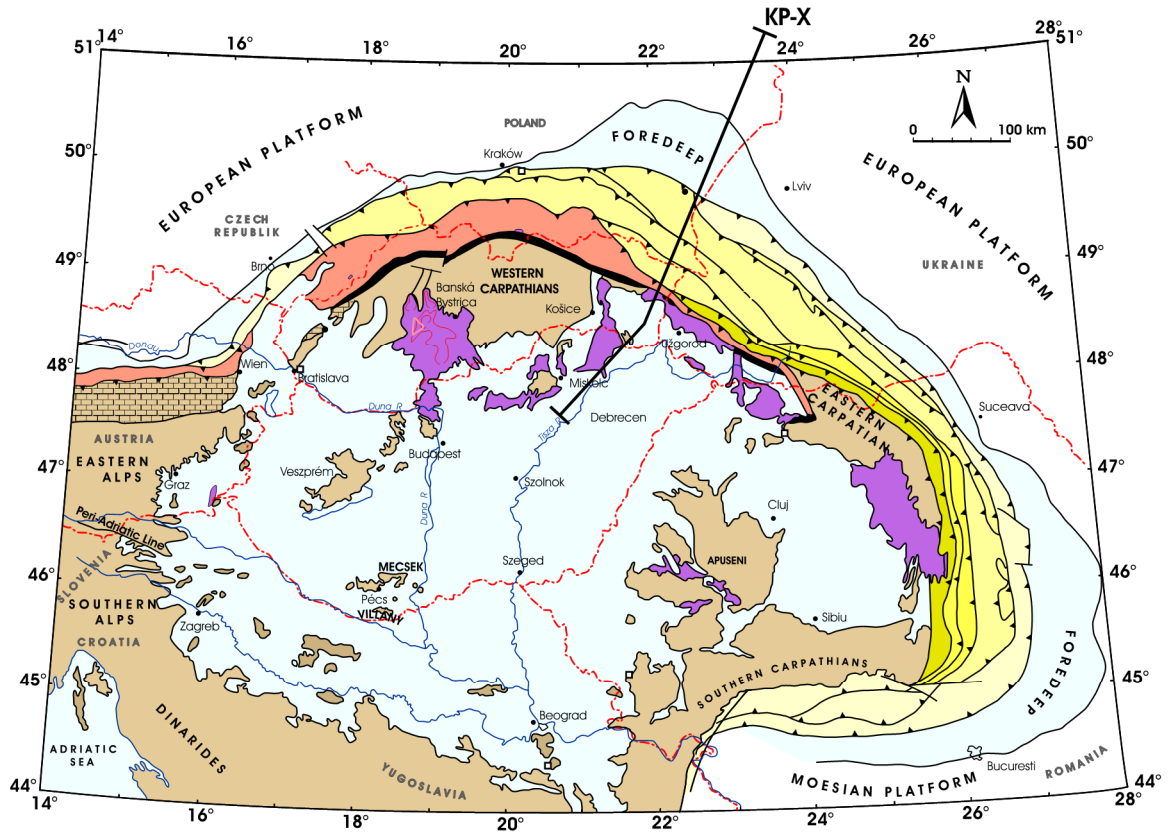 KP-X
51° 14°
16°
18°
20°
22°
24°
26°
28°
51°
N
0 100 km
EUROPEAN PLATFORM
POLAND
FOREDEEP
EUROPEAN PLATFORM
50°
Kraków
Lviv
50°
CZECH
REPUBLIK
49°
Brno
WESTERN
CARPATHIANS
UKRAINE
49°
Banská
Bystrica
Košice
Donau
Užgorod
48°
Wien
Bratislava
Miskolc
48°
Duna R
Debrecen
EASTERN
CARPATIAN
Suceava
AUSTRIA
Tisza R
EASTERN
ALPS
Budapest
47°
Graz
Veszprém
Szolnok
47°
Duna R
Cluj
Peri-Adriatic Line
SLOVENIA
46°
MECSEK
Szeged
APUSENI
46°
Pécs
VILLÁNY
SOUTHERN
ALPS
Zagreb
Sibiu
CROATIA
SOUTHERN CARPATHIANS
45°
FOREDEEP
45°
DINARIDES
Beograd
ADRIATIC
SEA
YUGOSLAVIA
Bucuresti
ROMANIA
MOESIAN PLATFORM
44°
14°
16°
18°
20°
22°
24°
26°
28°
44°